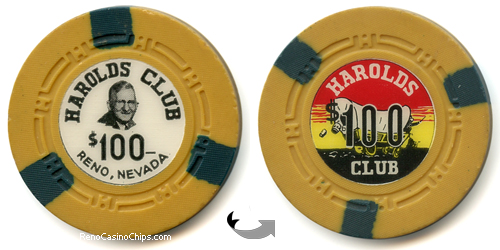 HAROLDS CLUB
$100-
RENO, NEVADA
HAROLDS
$100
CLUB
RenoCasinoChips.com